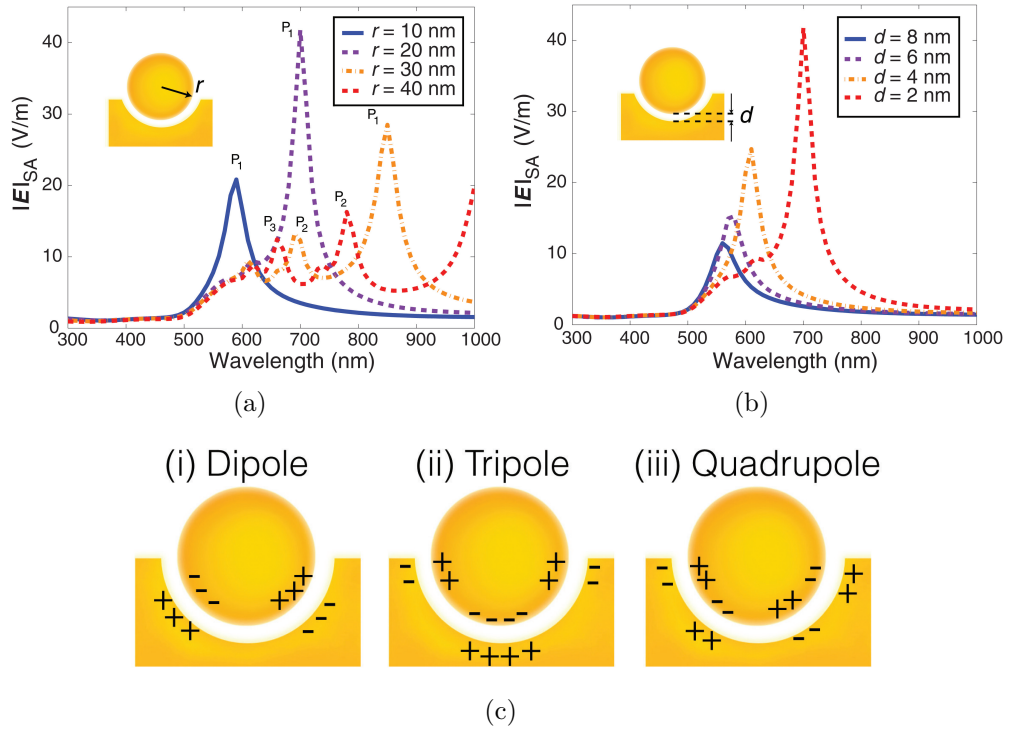 (a)
|E|SA (V/m)
40
30
20
10
0
300 400 500 600 700 800 900 1000
Wavelength (nm)
r = 10 nm
r = 20 nm
r = 30 nm
r = 40 nm
r
P1
P1
P1
P2
P3
P2
(a)
(b)
|E|SA (V/m)
40
30
20
10
0
300 400 500 600 700 800 900 1000
Wavelength (nm)
d = 8 nm
d = 6 nm
d = 4 nm
d = 2 nm
d
(b)
(i) Dipole (ii) Tripole (iii) Quadrupole
- - -
+ + +
+ + +
- - -
+ +
+ +
- -
- -
- - - -
+ + + +
+ + -
+ + +
- -
+ +
+ +
- -
(c)